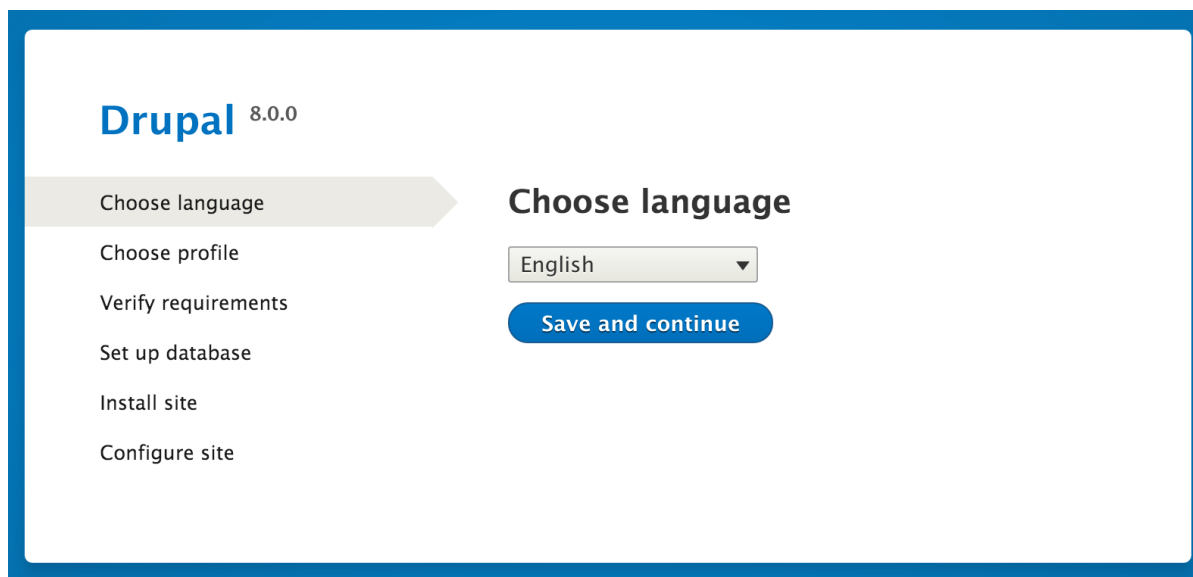 Drupal 8.0.0
Choose language
Choose profile
Verify requirements
Set up database
Install site
Configure site
Choose language
English
Save and continue